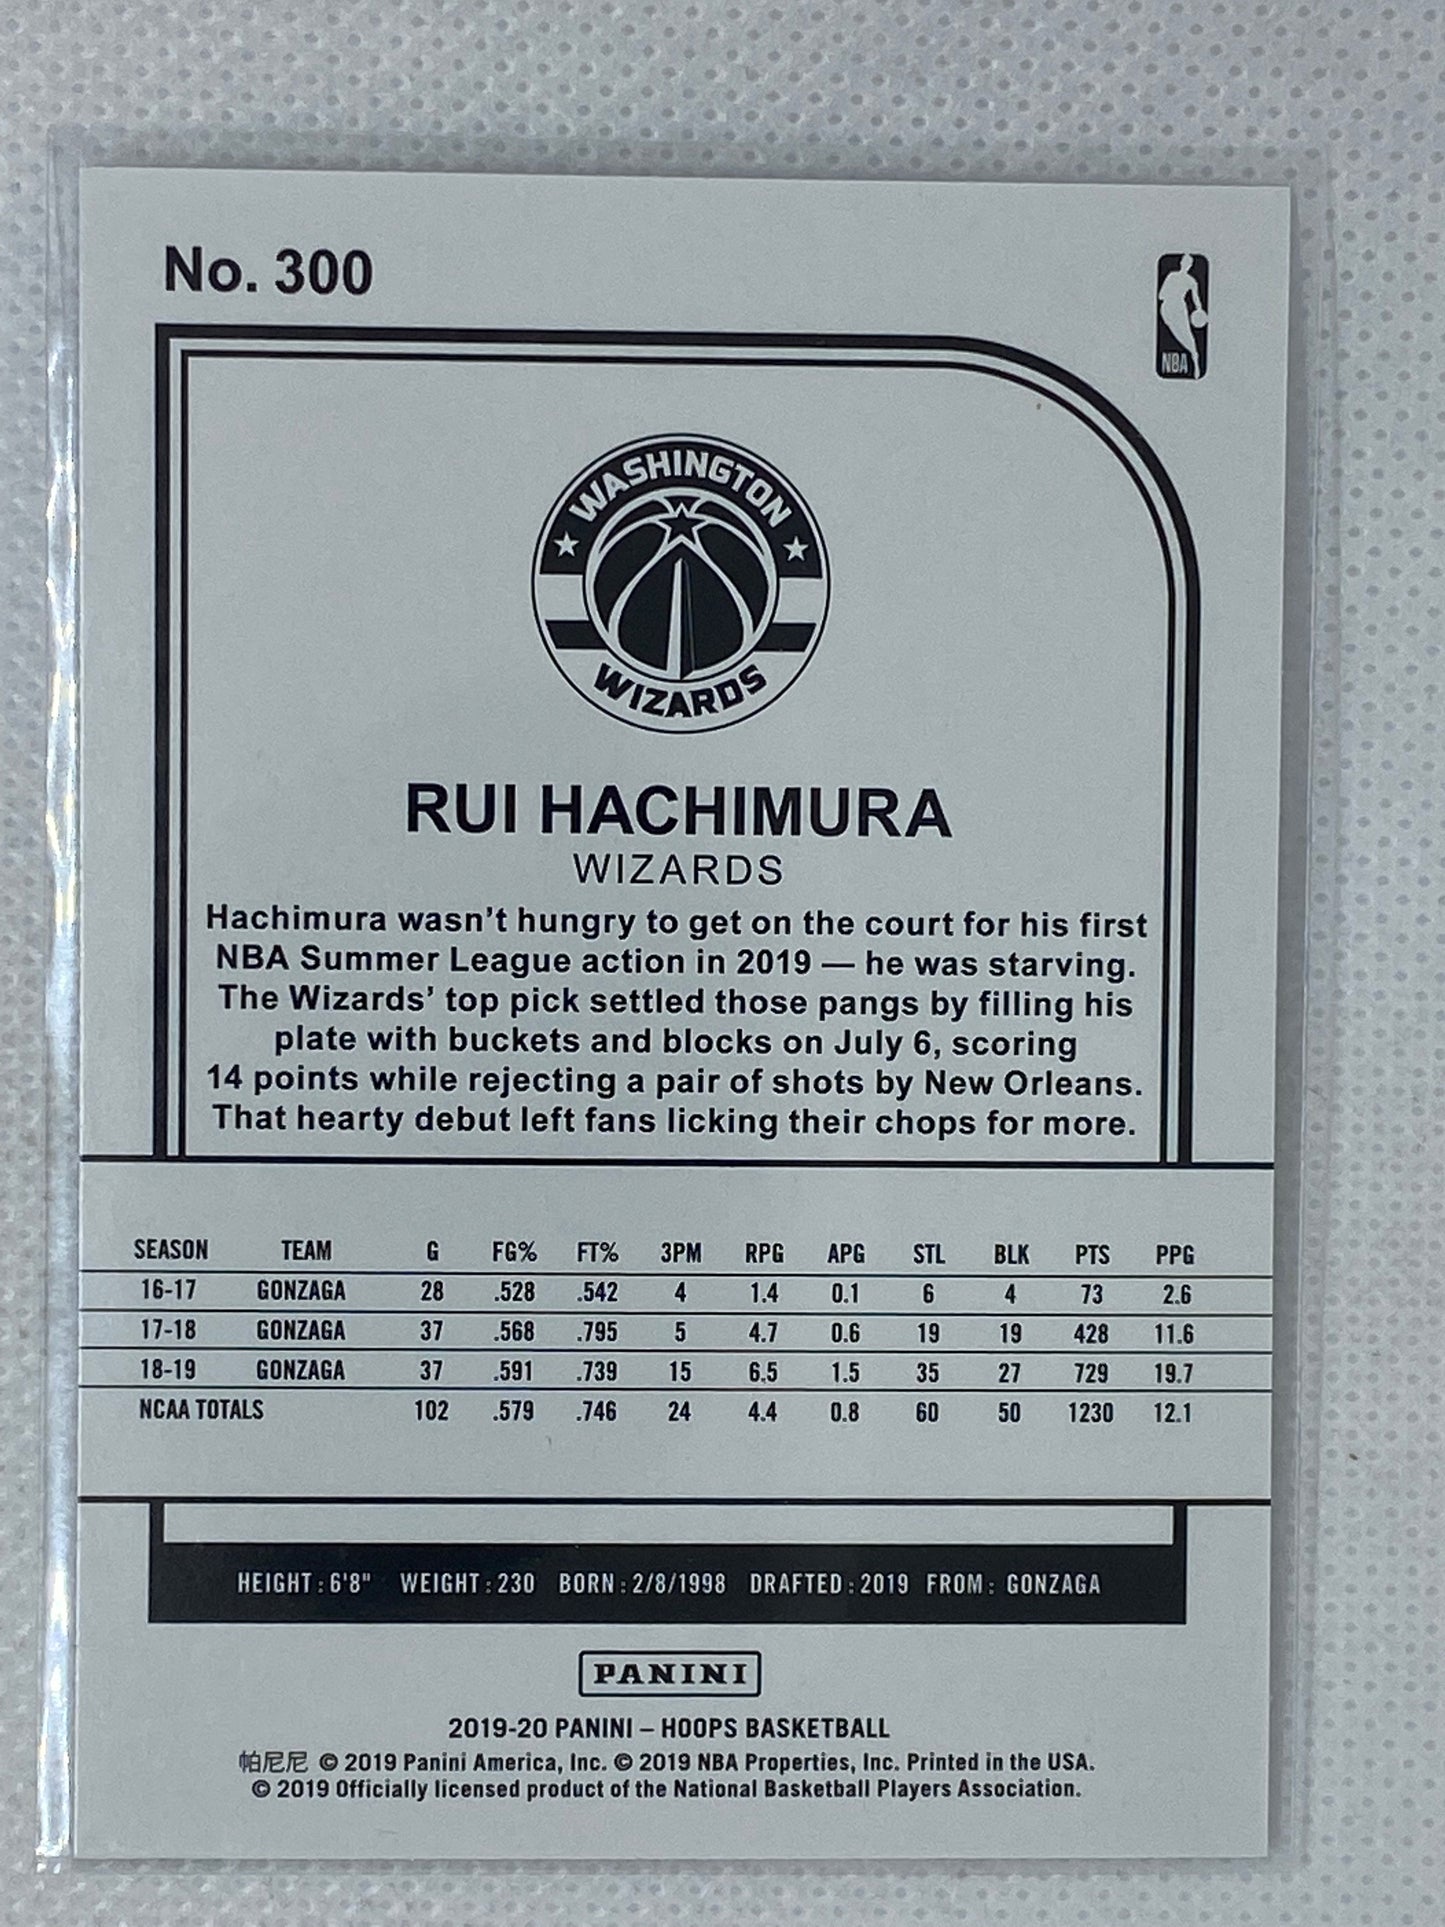 No. 300
NBA
WASHINGTON
WIZARDS
RUI HACHIMURA
WIZARDS
Hachimura wasn't hungry to get on the court for his first
NBA Summer League action in 2019 — he was starving.
The Wizards' top pick settled those pangs by filling his
plate with buckets and blocks on July 6, scoring
14 points while rejecting a pair of shots by New Orleans.
That hearty debut left fans licking their chops for more.
SEASON TEAM G FG% FT% 3PM RPG APG STL BLK PTS PPG
16-17 GONZAGA 28 .528 .542 4 1.4 0.1 6 4 73 2.6
17-18 GONZAGA 37 .568 .795 5 4.7 0.6 19 19 428 11.6
18-19 GONZAGA 37 .591 .739 15 6.5 1.5 35 27 729 19.7
NCAA TOTALS 102 .579 .746 24 4.4 0.8 60 50 1230 12.1
HEIGHT: 6'8" WEIGHT: 230 BORN: 2/8/1998 DRAFTED: 2019 FROM: GONZAGA
PANINI
2019-20 PANINI – HOOPS BASKETBALL
帕尼尼 © 2019 Panini America, Inc. © 2019 NBA Properties, Inc. Printed in the USA.
© 2019 Officially licensed product of the National Basketball Players Association.